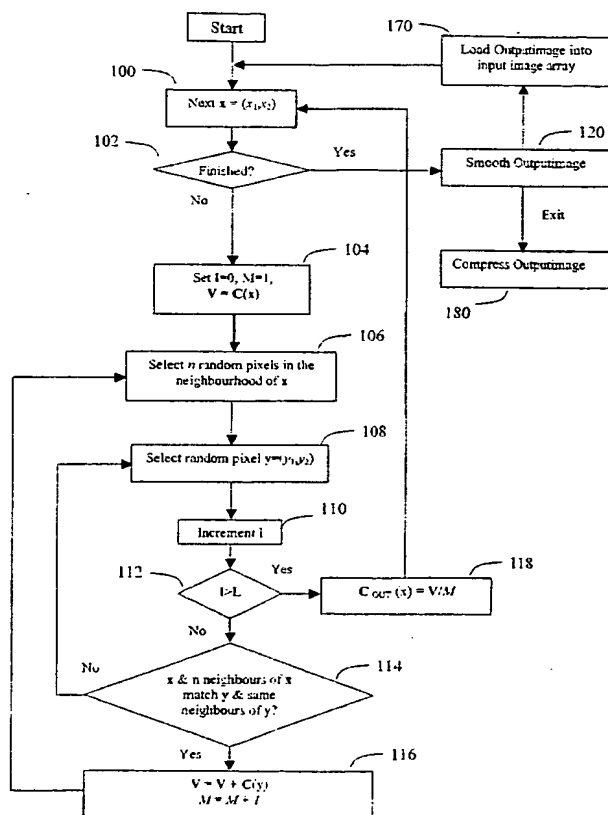 Start
170
Load Outputimage into
input image array
100
Next x = (x₁,x₂)
102
Finished?
Yes
120
Smooth Outputimage
No
Exit
104
Set I=0, M=1,
V = C(x)
Compress Outputimage
180
106
Select n random pixels in the
neighbourhood of x
108
Select random pixel y=(y₁,y₂)
110
Increment I
112
I>L
Yes
118
C OUT (x) = V/M
No
No
114
x & n neighbours of x
match y & same
neighbours of y?
Yes
116
V = V + C(y)
M = M + 1